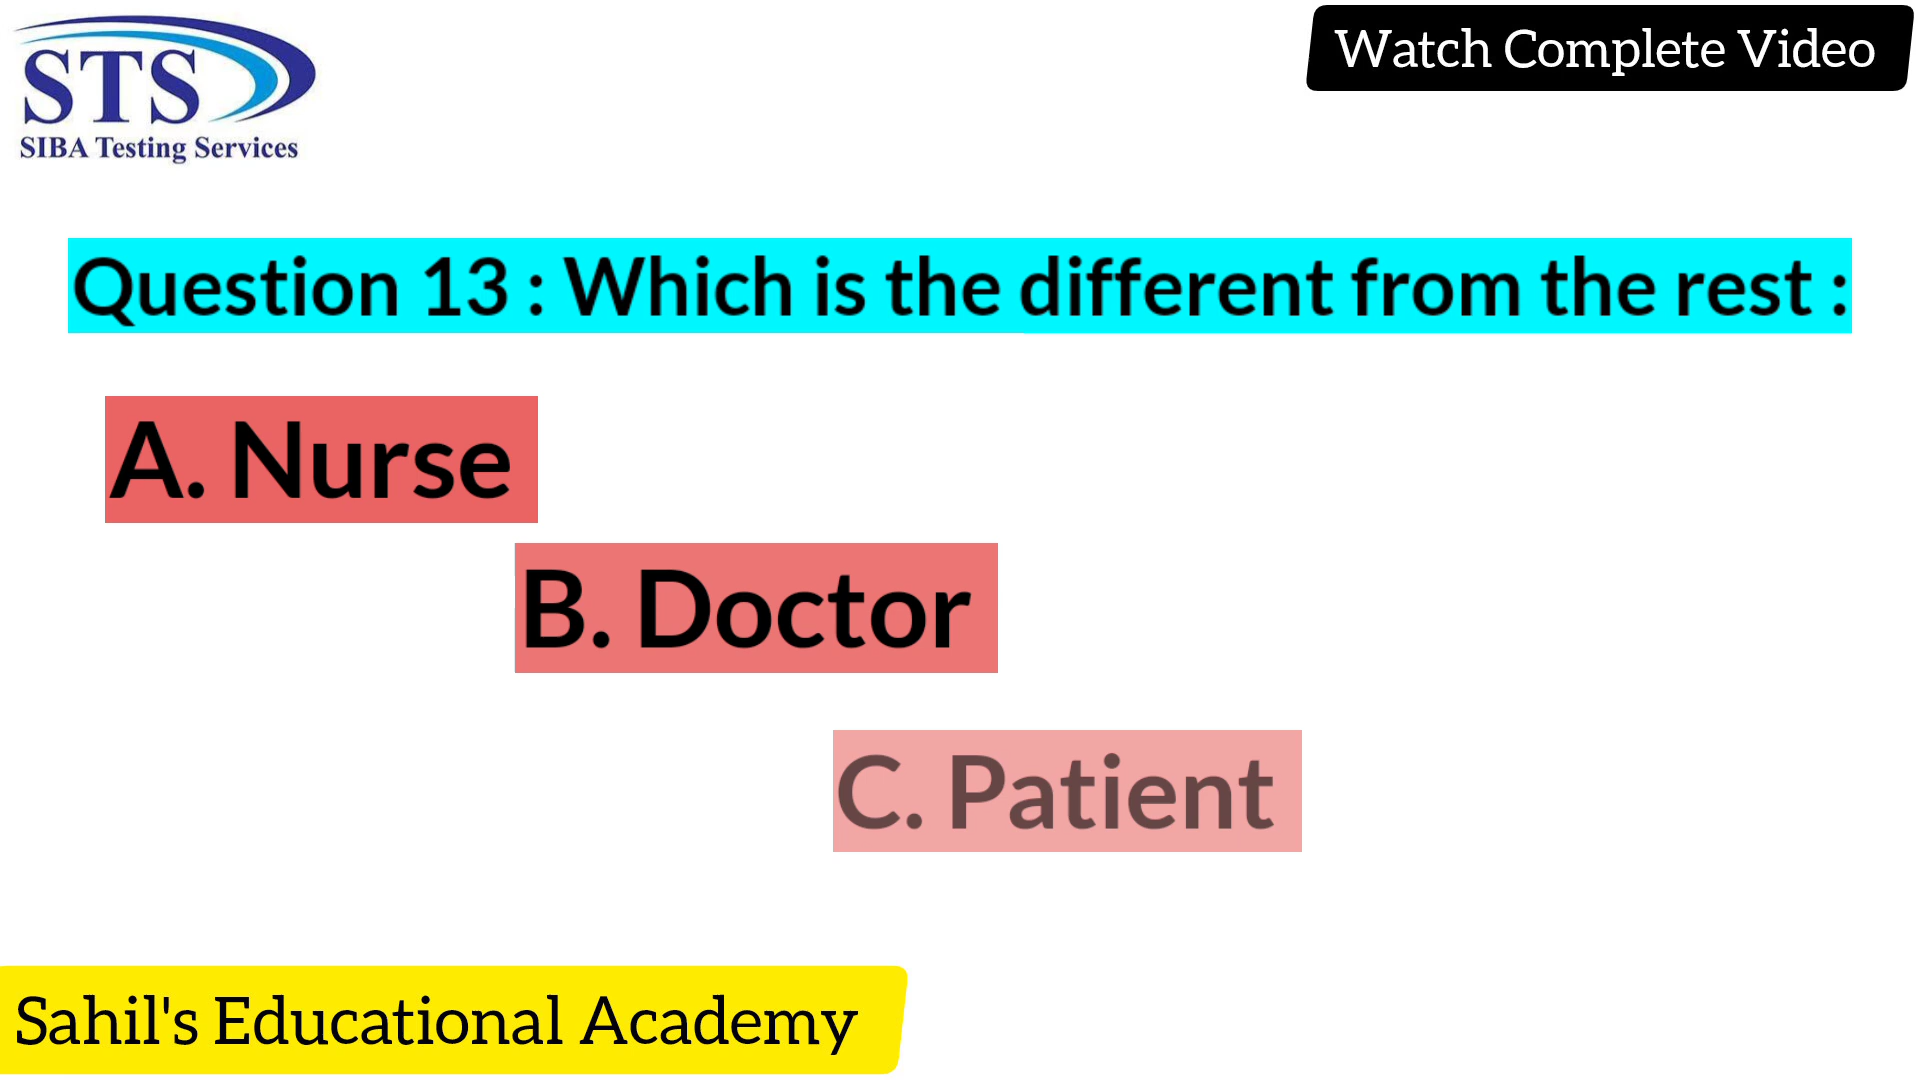 STS
SIBA Testing Services
Watch Complete Video
Question 13 : Which is the different from the rest :
A. Nurse
B. Doctor
C. Patient
Sahil's Educational Academy